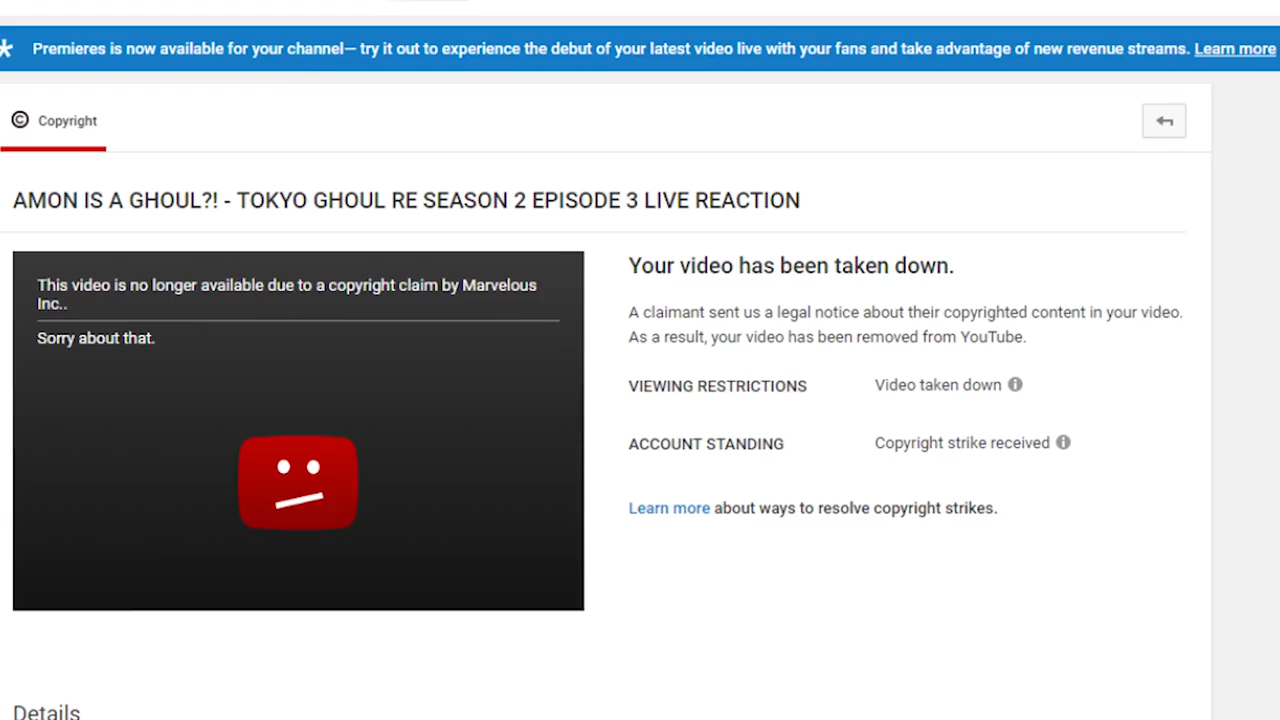 Premieres is now available for your channel— try it out to experience the debut of your latest video live with your fans and take advantage of new revenue streams. Learn more
© Copyright
AMON IS A GHOUL?! - TOKYO GHOUL RE SEASON 2 EPISODE 3 LIVE REACTION
This video is no longer available due to a copyright claim by Marvelous
Inc..
Sorry about that.
Your video has been taken down.
A claimant sent us a legal notice about their copyrighted content in your video.
As a result, your video has been removed from YouTube.
VIEWING RESTRICTIONS Video taken down
ACCOUNT STANDING Copyright strike received
Learn more about ways to resolve copyright strikes.
Details